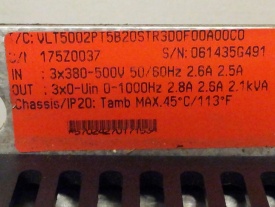 T/C: VLT5002PT5B20STR3D0F00A00C0
P/N: 175Z0037 S/N: 061435G491
IN : 3x380-500V 50/60Hz 2.6A 2.5A
OUT : 3x0-Uin 0-1000Hz 2.8A 2.6A 2.1kVA
Chassis/IP20: Tamb MAX.45°C/113°F